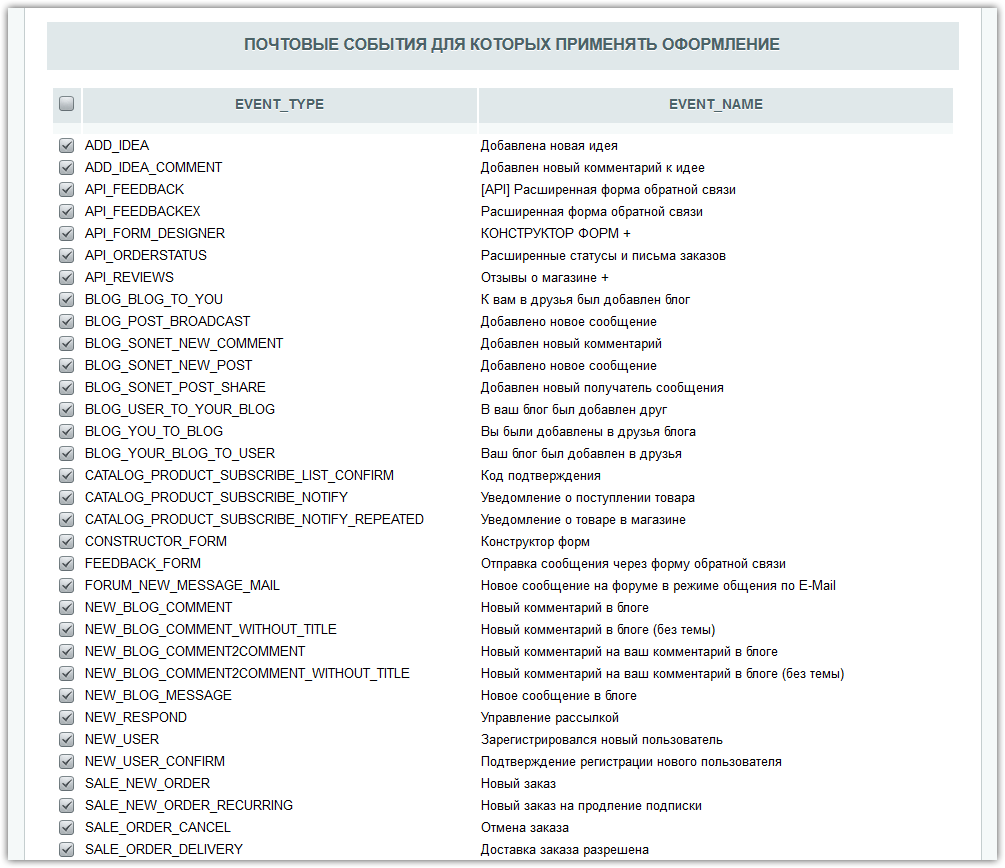 ПОЧТОВЫЕ СОБЫТИЯ ДЛЯ КОТОРЫХ ПРИМЕНЯТЬ ОФОРМЛЕНИЕ
EVENT_TYPE EVENT_NAME
ADD_IDEA Добавлена новая идея
ADD_IDEA_COMMENT Добавлен новый комментарий к идее
API_FEEDBACK [API] Расширенная форма обратной связи
API_FEEDBACKEX Расширенная форма обратной связи
API_FORM_DESIGNER КОНСТРУКТОР ФОРМ +
API_ORDERSTATUS Расширенные статусы и письма заказов
API_REVIEWS Отзывы о магазине +
BLOG_BLOG_TO_YOU К вам в друзья был добавлен блог
BLOG_POST_BROADCAST Добавлено новое сообщение
BLOG_SONET_NEW_COMMENT Добавлен новый комментарий
BLOG_SONET_NEW_POST Добавлено новое сообщение
BLOG_SONET_POST_SHARE Добавлен новый получатель сообщения
BLOG_USER_TO_YOUR_BLOG В ваш блог был добавлен друг
BLOG_YOU_TO_BLOG Вы были добавлены в друзья блога
BLOG_YOUR_BLOG_TO_USER Ваш блог был добавлен в друзья
CATALOG_PRODUCT_SUBSCRIBE_LIST_CONFIRM Код подтверждения
CATALOG_PRODUCT_SUBSCRIBE_NOTIFY Уведомление о поступлении товара
CATALOG_PRODUCT_SUBSCRIBE_NOTIFY_REPEATED Уведомление о товаре в магазине
CONSTRUCTOR_FORM Конструктор форм
FEEDBACK_FORM Отправка сообщения через форму обратной связи
FORUM_NEW_MESSAGE_MAIL Новое сообщение на форуме в режиме общения по E-Mail
NEW_BLOG_COMMENT Новый комментарий в блоге
NEW_BLOG_COMMENT_WITHOUT_TITLE Новый комментарий в блоге (без темы)
NEW_BLOG_COMMENT2COMMENT Новый комментарий на ваш комментарий в блоге
NEW_BLOG_COMMENT2COMMENT_WITHOUT_TITLE Новый комментарий на ваш комментарий в блоге (без темы)
NEW_BLOG_MESSAGE Новое сообщение в блоге
NEW_RESPOND Управление рассылкой
NEW_USER Зарегистрировался новый пользователь
NEW_USER_CONFIRM Подтверждение регистрации нового пользователя
SALE_NEW_ORDER Новый заказ
SALE_NEW_ORDER_RECURRING Новый заказ на продление подписки
SALE_ORDER_CANCEL Отмена заказа
SALE_ORDER_DELIVERY Доставка заказа разрешена